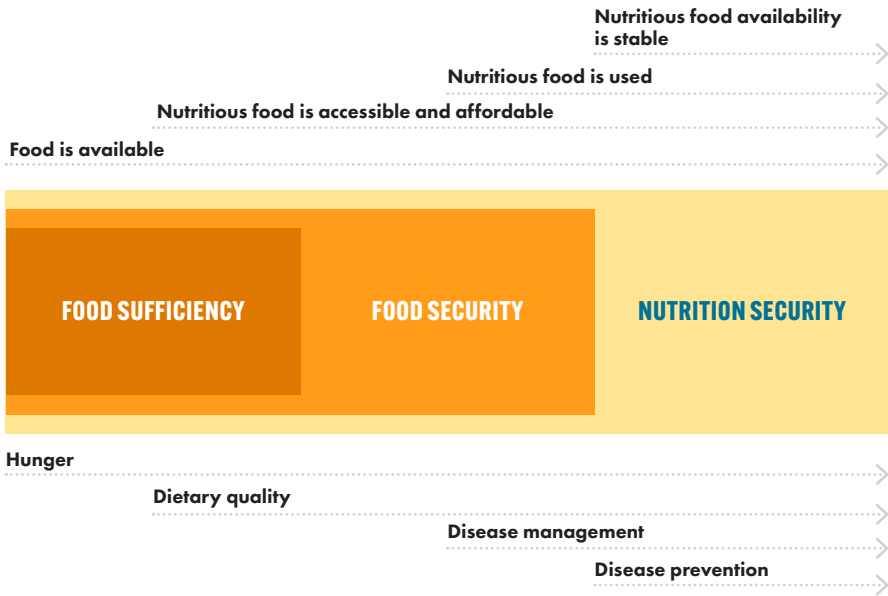 Nutritious food availability
is stable
Nutritious food is used
Nutritious food is accessible and affordable
Food is available
FOOD SUFFICIENCY
FOOD SECURITY
NUTRITION SECURITY
Hunger
Dietary quality
Disease management
Disease prevention